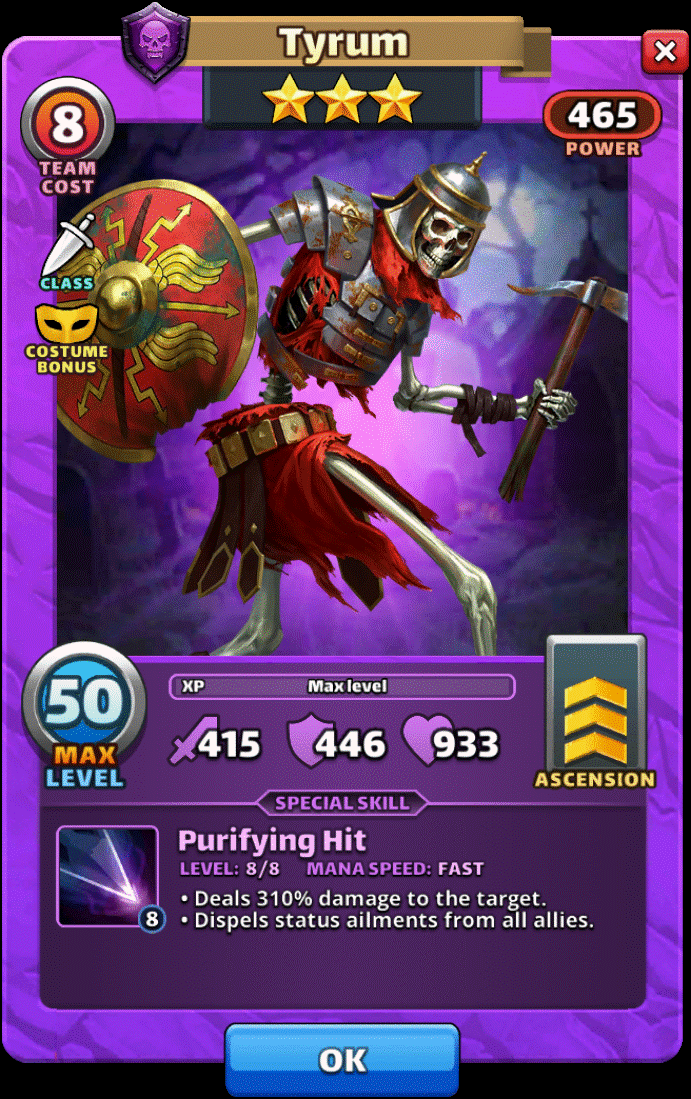 Tyrum
8
TEAM
COST
465
POWER
CLASS
COSTUME
BONUS
50
MAX
LEVEL
XP
Max level
415
446
933
ASCENSION
SPECIAL SKILL
Purifying Hit
LEVEL: 8/8 MANA SPEED: FAST
8
• Deals 310% damage to the target.
• Dispels status ailments from all allies.
OK